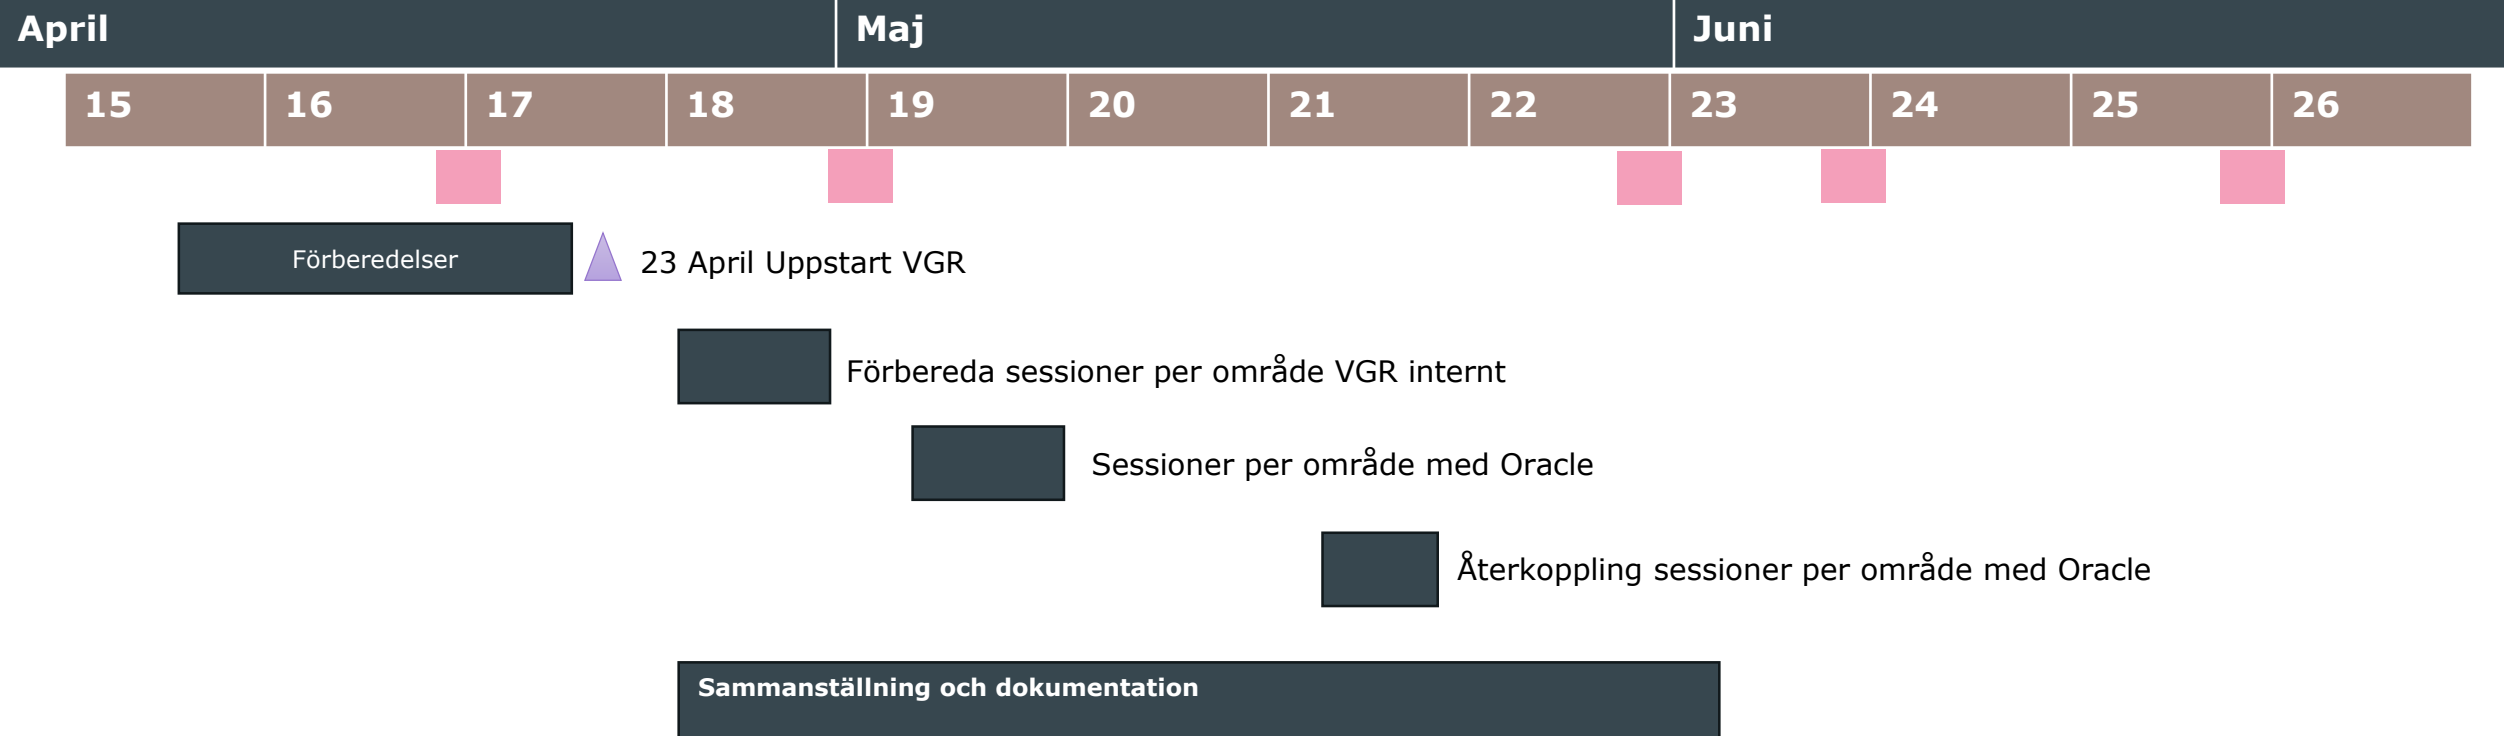 April Maj Juni
15 16 17 18 19 20 21 22 23 24 25 26
Förberedelser
23 April Uppstart VGR
Förbereda sessioner per område VGR internt
Sessioner per område med Oracle
Återkoppling sessioner per område med Oracle
Sammanställning och dokumentation